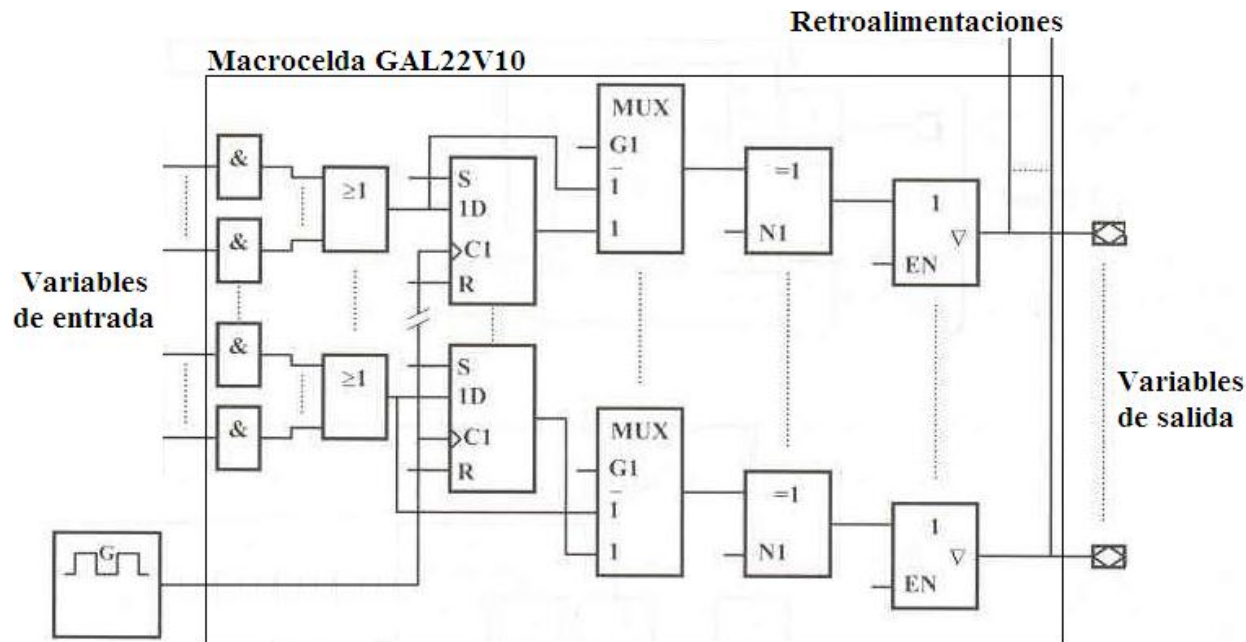 Retroalimentaciones
Macrocelda GAL22V10
MUX
G1
1̅
1
&
≥1
S
1D
C1
R
=1
N1
1
▽
EN
&
Variables
de entrada
&
≥1
S
1D
C1
R
MUX
G1
1̅
1
=1
N1
1
▽
EN
Variables
de salida
&
G